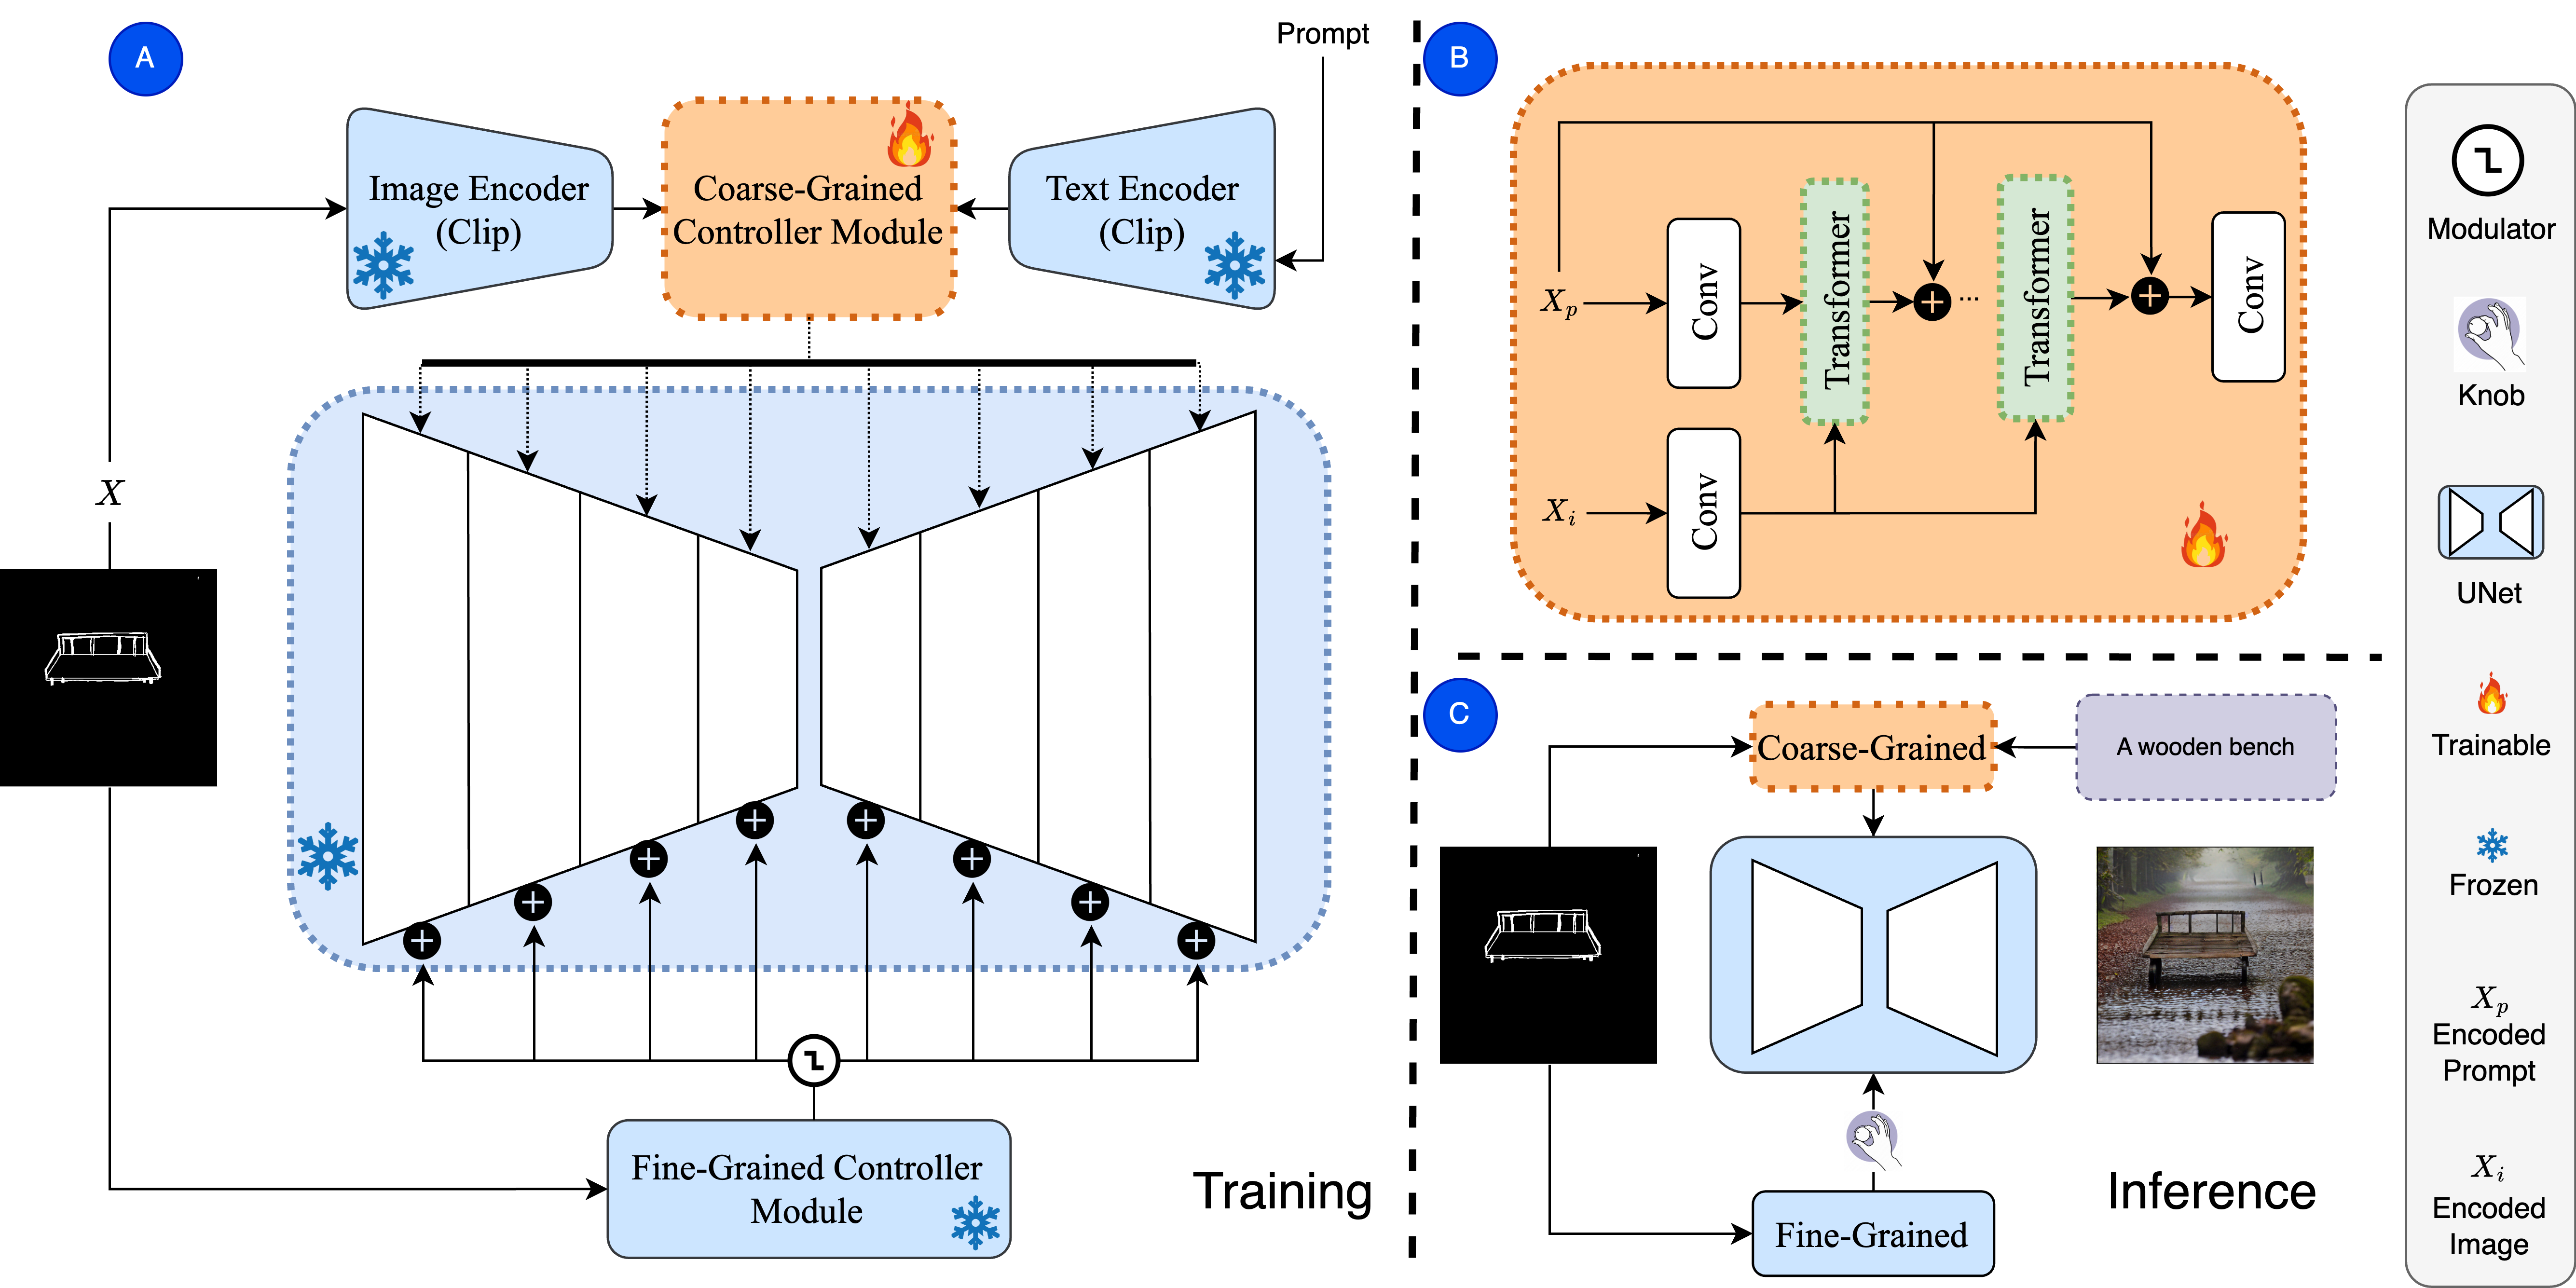 A
Prompt
Image Encoder
(Clip)
Coarse-Grained
Controller Module
Text Encoder
(Clip)
X
Fine-Grained Controller
Module
Training
B
X_p
Conv
Transformer
...
Transformer
Conv
X_i
Conv
C
Coarse-Grained
A wooden bench
Fine-Grained
Inference
Modulator
Knob
UNet
Trainable
Frozen
X_p
Encoded
Prompt
X_i
Encoded
Image